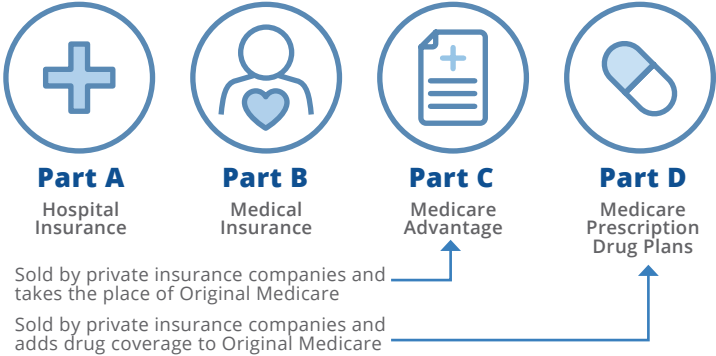 Part A
Hospital
Insurance
Part B
Medical
Insurance
Part C
Medicare
Advantage
Part D
Medicare
Prescription
Drug Plans
Sold by private insurance companies and
takes the place of Original Medicare
Sold by private insurance companies and
adds drug coverage to Original Medicare